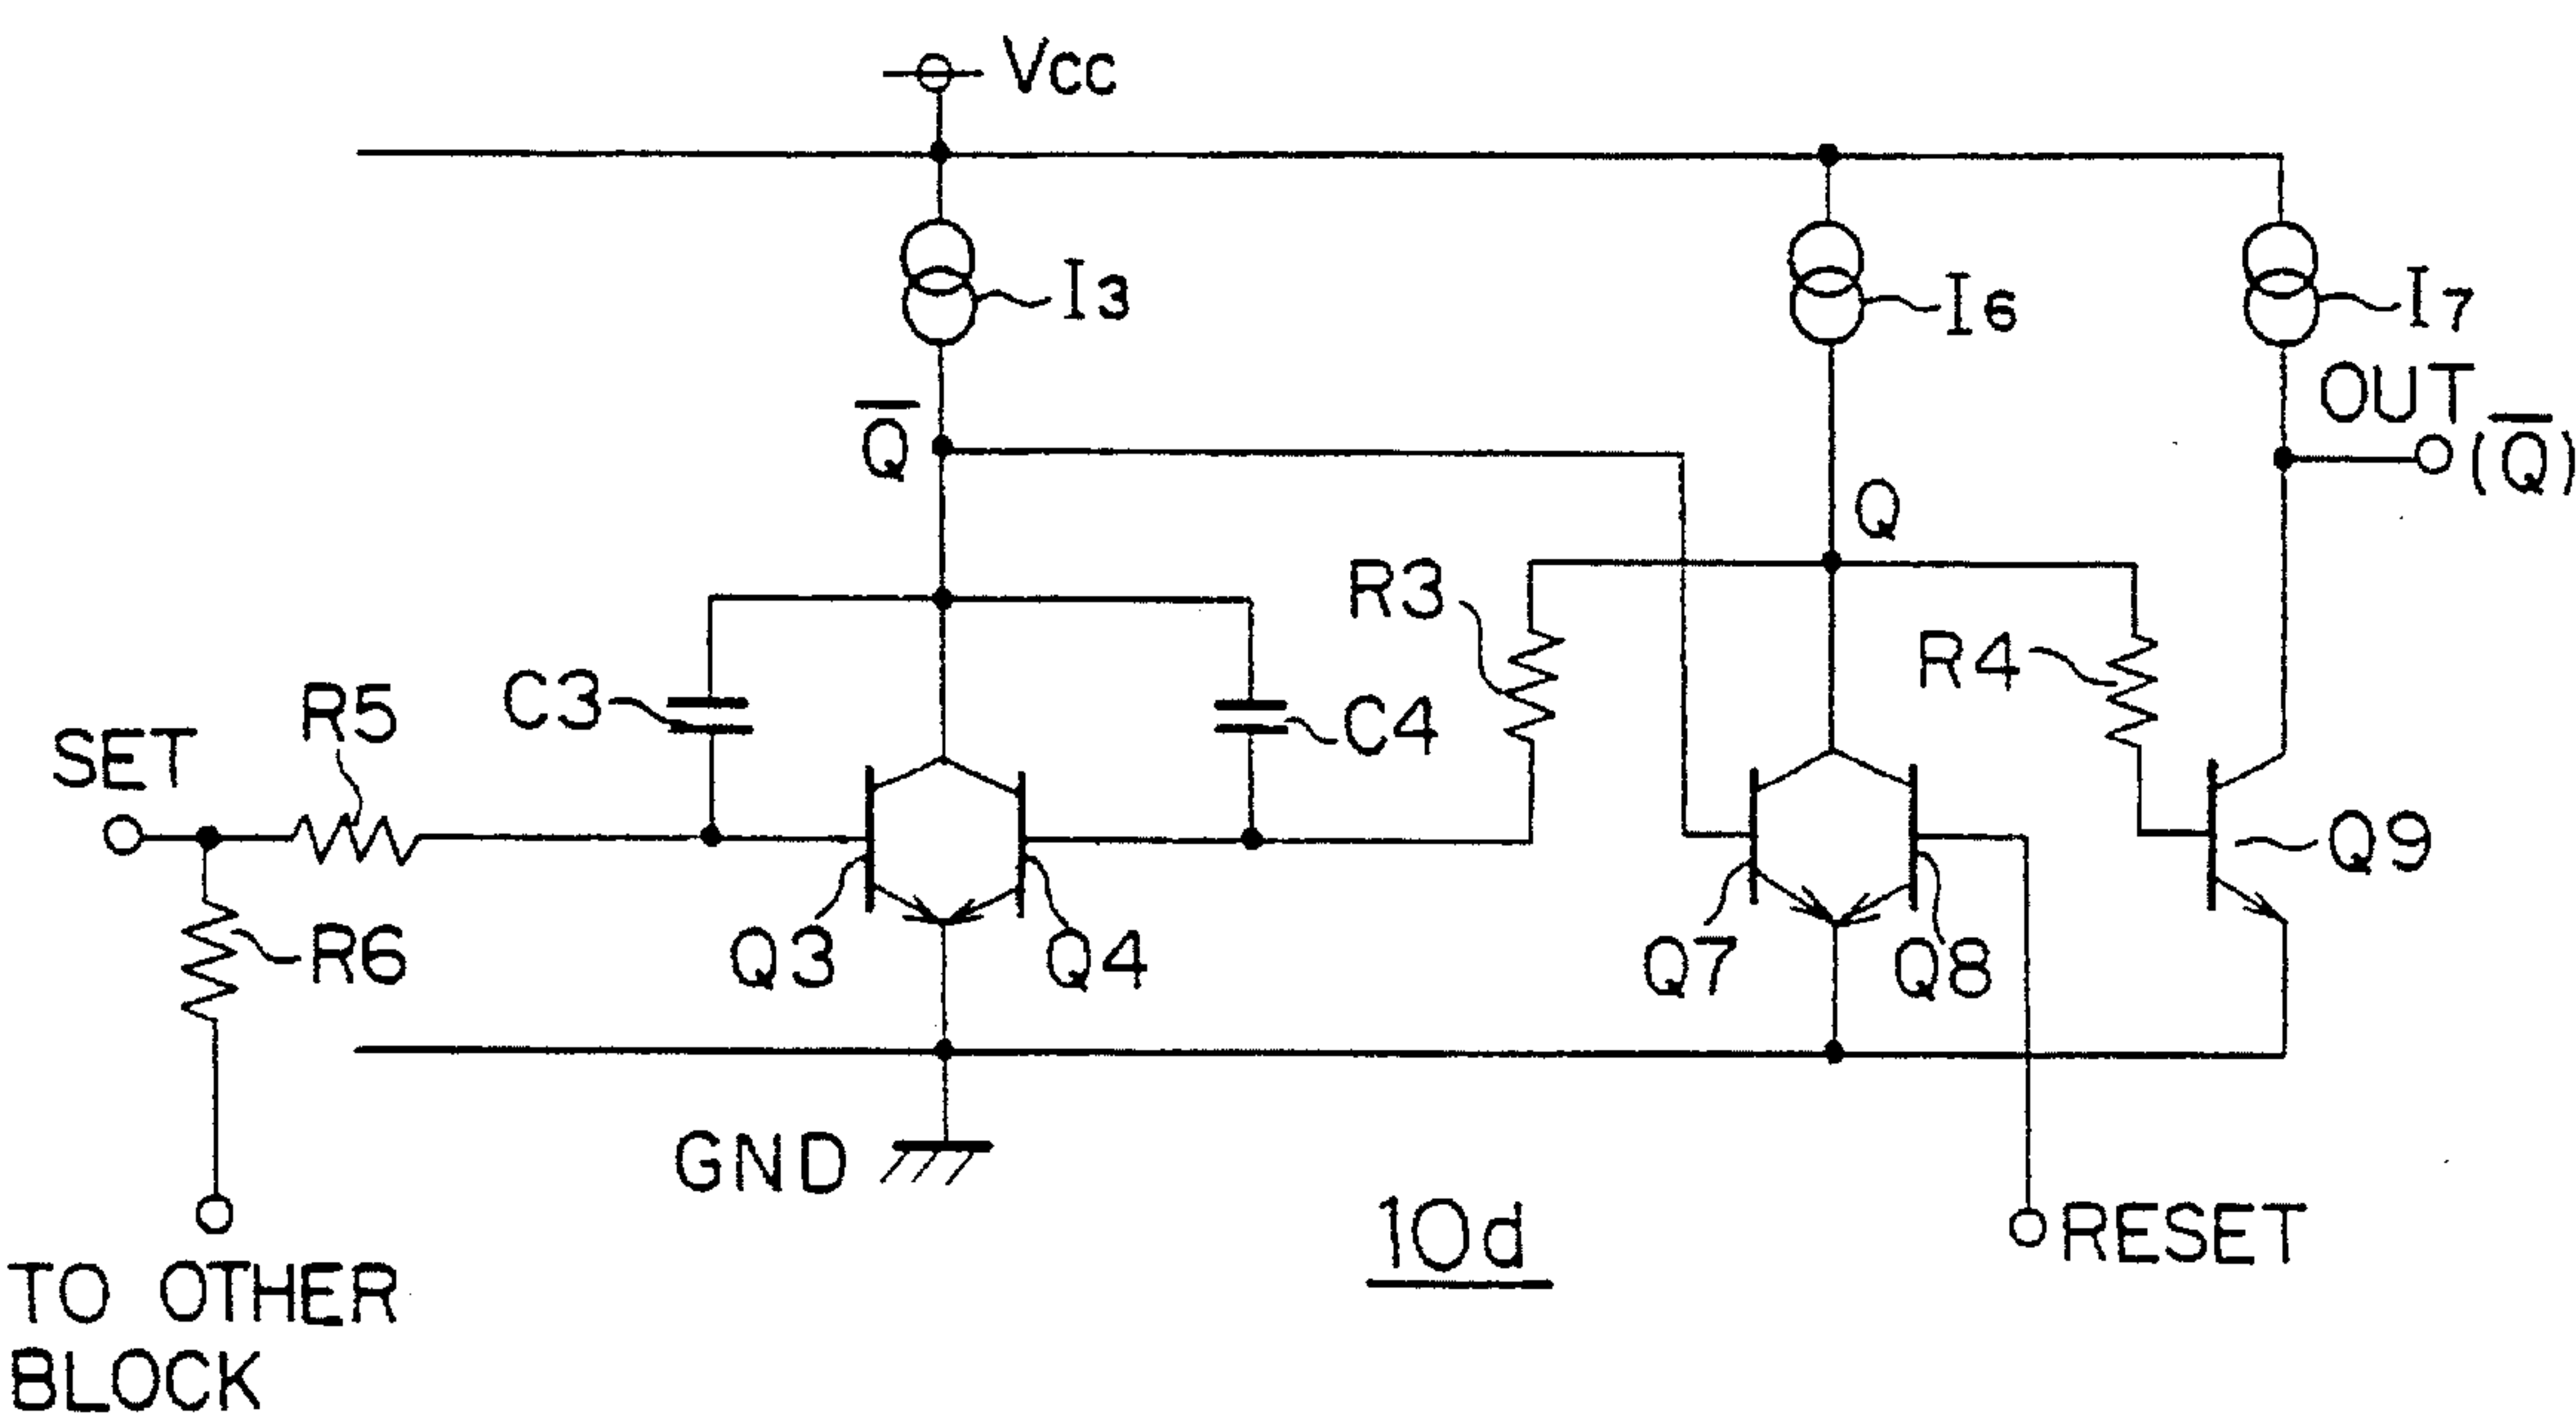 Vcc
I3
I6
I7
OUT
Q̅
(Q̅)
Q
R3
R4
C3
C4
R5
SET
Q9
R6
Q3
Q4
Q7
Q8
GND
10d
RESET
TO OTHER
BLOCK